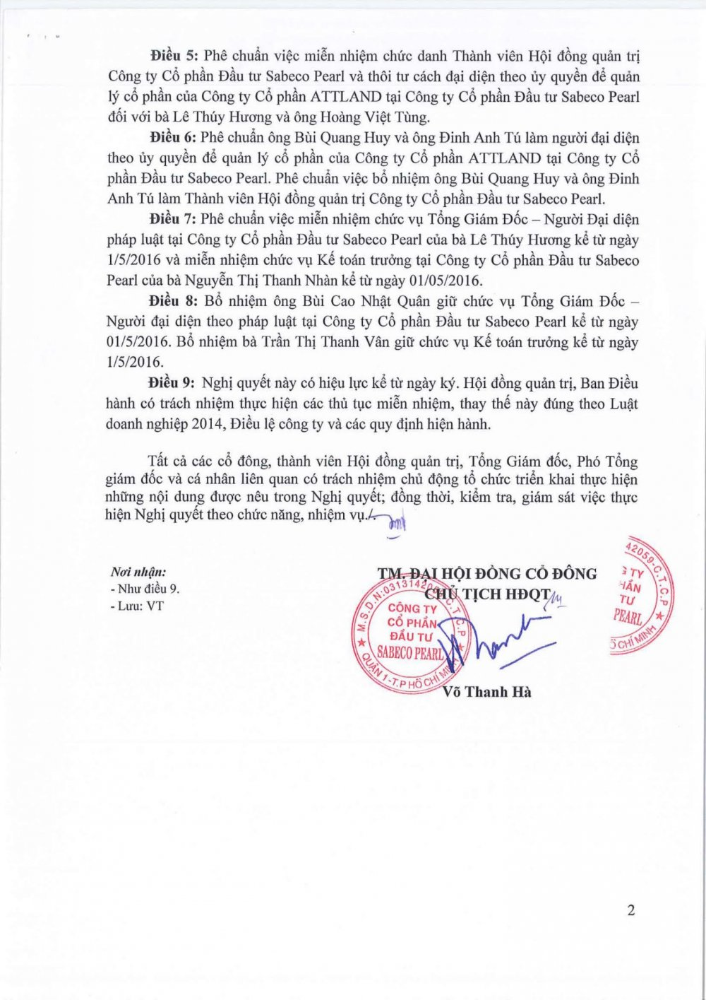 Điều 5: Phê chuẩn việc miễn nhiệm chức danh Thành viên Hội đồng quản trị
Công ty Cổ phần Đầu tư Sabeco Pearl và thôi tư cách đại diện theo ủy quyền để quản
lý cổ phần của Công ty Cổ phần ATTLAND tại Công ty Cổ phần Đầu tư Sabeco Pearl
đối với bà Lê Thúy Hương và ông Hoàng Việt Tùng.
Điều 6: Phê chuẩn ông Bùi Quang Huy và ông Đinh Anh Tú làm người đại diện
theo ủy quyền để quản lý cổ phần của Công ty Cổ phần ATTLAND tại Công ty Cổ
phần Đầu tư Sabeco Pearl. Phê chuẩn việc bổ nhiệm ông Bùi Quang Huy và ông Đinh
Anh Tú làm Thành viên Hội đồng quản trị Công ty Cổ phần Đầu tư Sabeco Pearl.
Điều 7: Phê chuẩn việc miễn nhiệm chức vụ Tổng Giám Đốc – Người Đại diện
pháp luật tại Công ty Cổ phần Đầu tư Sabeco Pearl của bà Lê Thúy Hương kể từ ngày
1/5/2016 và miễn nhiệm chức vụ Kế toán trưởng tại Công ty Cổ phần Đầu tư Sabeco
Pearl của bà Nguyễn Thị Thanh Nhàn kể từ ngày 01/05/2016.
Điều 8: Bổ nhiệm ông Bùi Cao Nhật Quân giữ chức vụ Tổng Giám Đốc –
Người đại diện theo pháp luật tại Công ty Cổ phần Đầu tư Sabeco Pearl kể từ ngày
01/5/2016. Bổ nhiệm bà Trần Thị Thanh Vân giữ chức vụ Kế toán trưởng kể từ ngày
1/5/2016.
Điều 9: Nghị quyết này có hiệu lực kể từ ngày ký. Hội đồng quản trị, Ban Điều
hành có trách nhiệm thực hiện các thủ tục miễn nhiệm, thay thế này đúng theo Luật
doanh nghiệp 2014, Điều lệ công ty và các quy định hiện hành.
Tất cả các cổ đông, thành viên Hội đồng quản trị, Tổng Giám đốc, Phó Tổng
giám đốc và cá nhân liên quan có trách nhiệm chủ động tổ chức triển khai thực hiện
những nội dung được nêu trong Nghị quyết; đồng thời, kiểm tra, giám sát việc thực
hiện Nghị quyết theo chức năng, nhiệm vụ./.
Nơi nhận:
- Như điều 9.
- Lưu: VT
TM. ĐẠI HỘI ĐỒNG CỔ ĐÔNG
CHỦ TỊCH HĐQT
M.S.D.N:0313142059-C.T.C.P
CÔNG TY
CỔ PHẦN
ĐẦU TƯ
SABECO PEARL
QUẬN 1-T.P HỒ CHÍ MINH
Võ Thanh Hà
42059-C.T.C.P
G TY
HẦN
TƯ
PEARL
Ồ CHÍ MINH
2